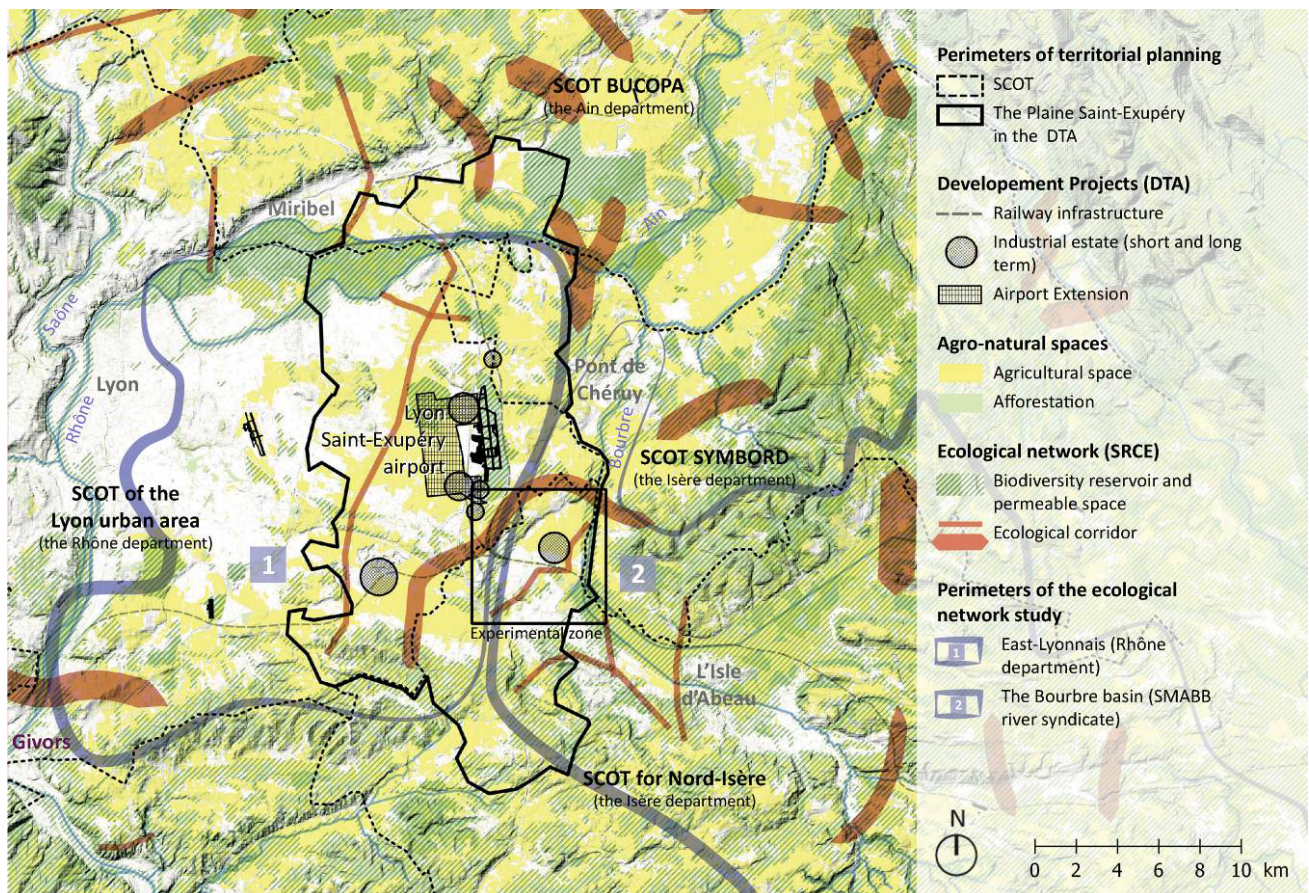 SCOT BUCOPA
(the Ain department)
Miribel
Ain
Saône
Lyon
Rhône
Pont de
Chéruy
Bourbre
Lyon
Saint-Exupéry
airport
SCOT SYMBORD
(the Isère department)
SCOT of the
Lyon urban area
(the Rhône department)
1
2
Experimental zone
L'Isle
d'Abeau
Givors
SCOT for Nord-Isère
(the Isère department)
Perimeters of territorial planning
SCOT
The Plaine Saint-Exupéry
in the DTA
Developement Projects (DTA)
Railway infrastructure
Industrial estate (short and long
term)
Airport Extension
Agro-natural spaces
Agricultural space
Afforestation
Ecological network (SRCE)
Biodiversity reservoir and
permeable space
Ecological corridor
Perimeters of the ecological
network study
1
East-Lyonnais (Rhône
department)
2
The Bourbre basin (SMABB
river syndicate)
N
0 2 4 6 8 10 km